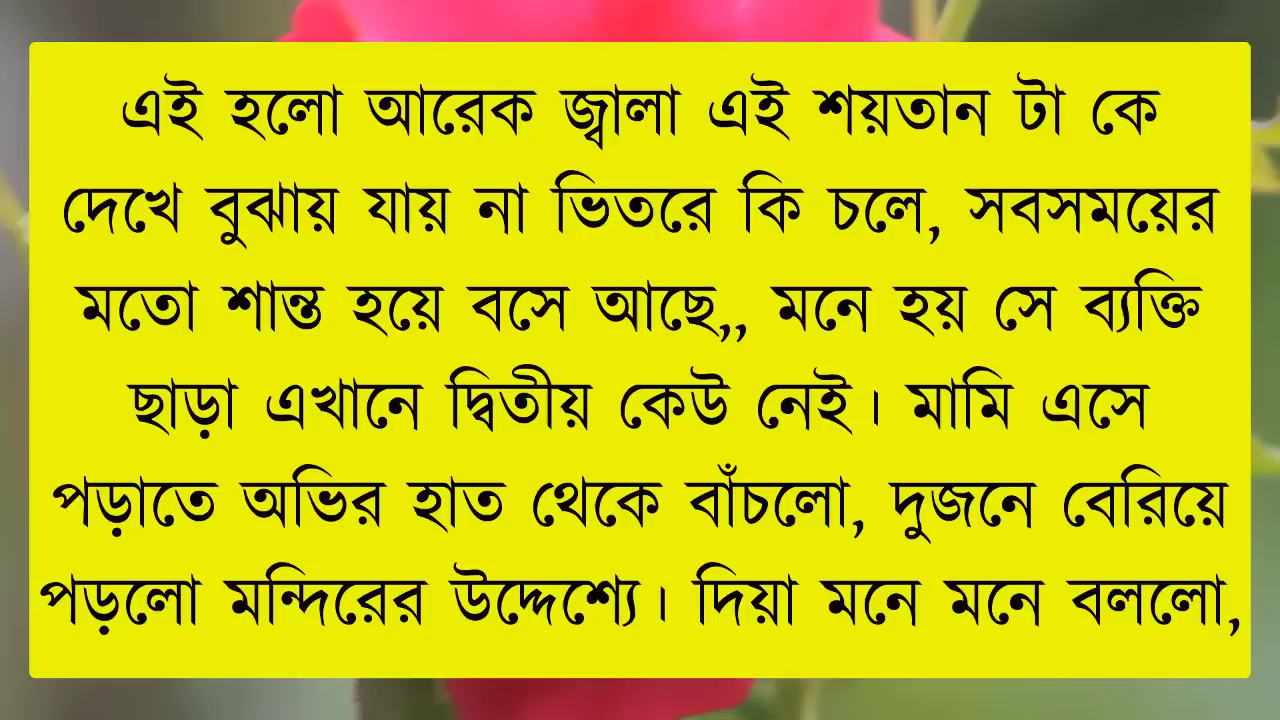 এই হলো আরেক জ্বালা এই শয়তান টা কে
দেখে বুঝায় যায় না ভিতরে কি চলে, সবসময়ের
মতো শান্ত হয়ে বসে আছে,, মনে হয় সে ব্যক্তি
ছাড়া এখানে দ্বিতীয় কেউ নেই। মামি এসে
পড়াতে অভির হাত থেকে বাঁচলো, দুজনে বেরিয়ে
পড়লো মন্দিরের উদ্দেশ্যে। দিয়া মনে মনে বললো,